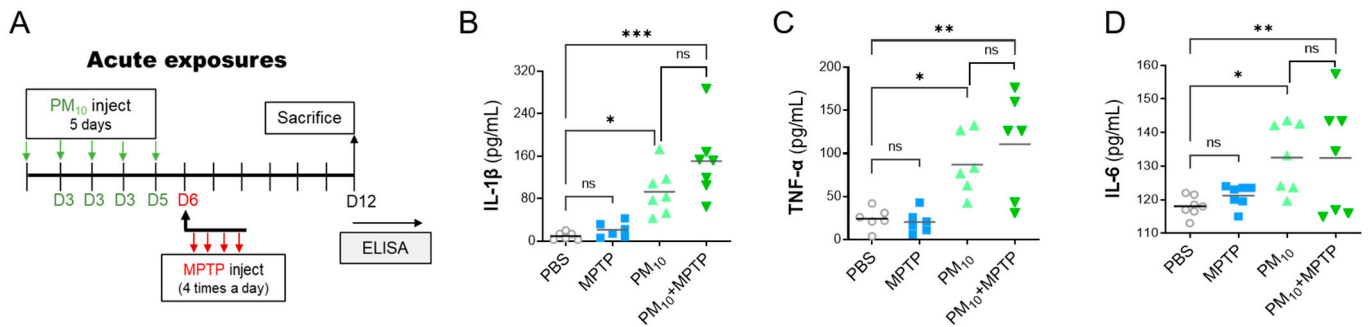 A
Acute exposures
PM₁₀ inject
5 days
Sacrifice
D3 D3 D3 D5 D6 D12
ELISA
MPTP inject
(4 times a day)
B
IL-1β (pg/mL)
320
240
160
80
0
***
ns
*
ns
PBS
MPTP
PM₁₀
PM₁₀+MPTP
C
TNF-α (pg/mL)
200
150
100
50
0
**
ns
*
ns
PBS
MPTP
PM₁₀
PM₁₀+MPTP
D
IL-6 (pg/mL)
160
150
140
130
120
110
**
ns
*
ns
PBS
MPTP
PM₁₀
PM₁₀+MPTP